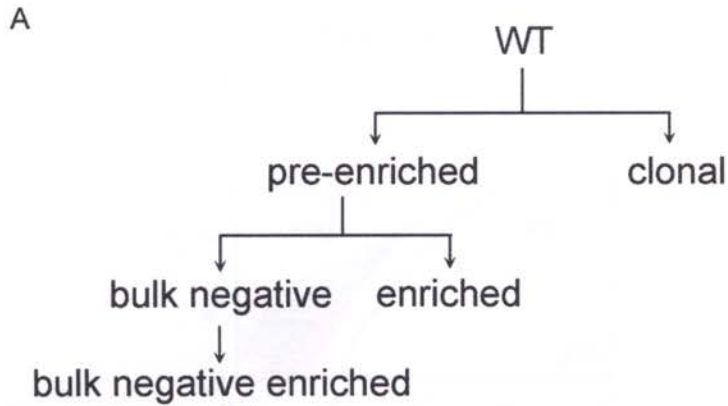 A
WT
pre-enriched clonal
bulk negative enriched
bulk negative enriched